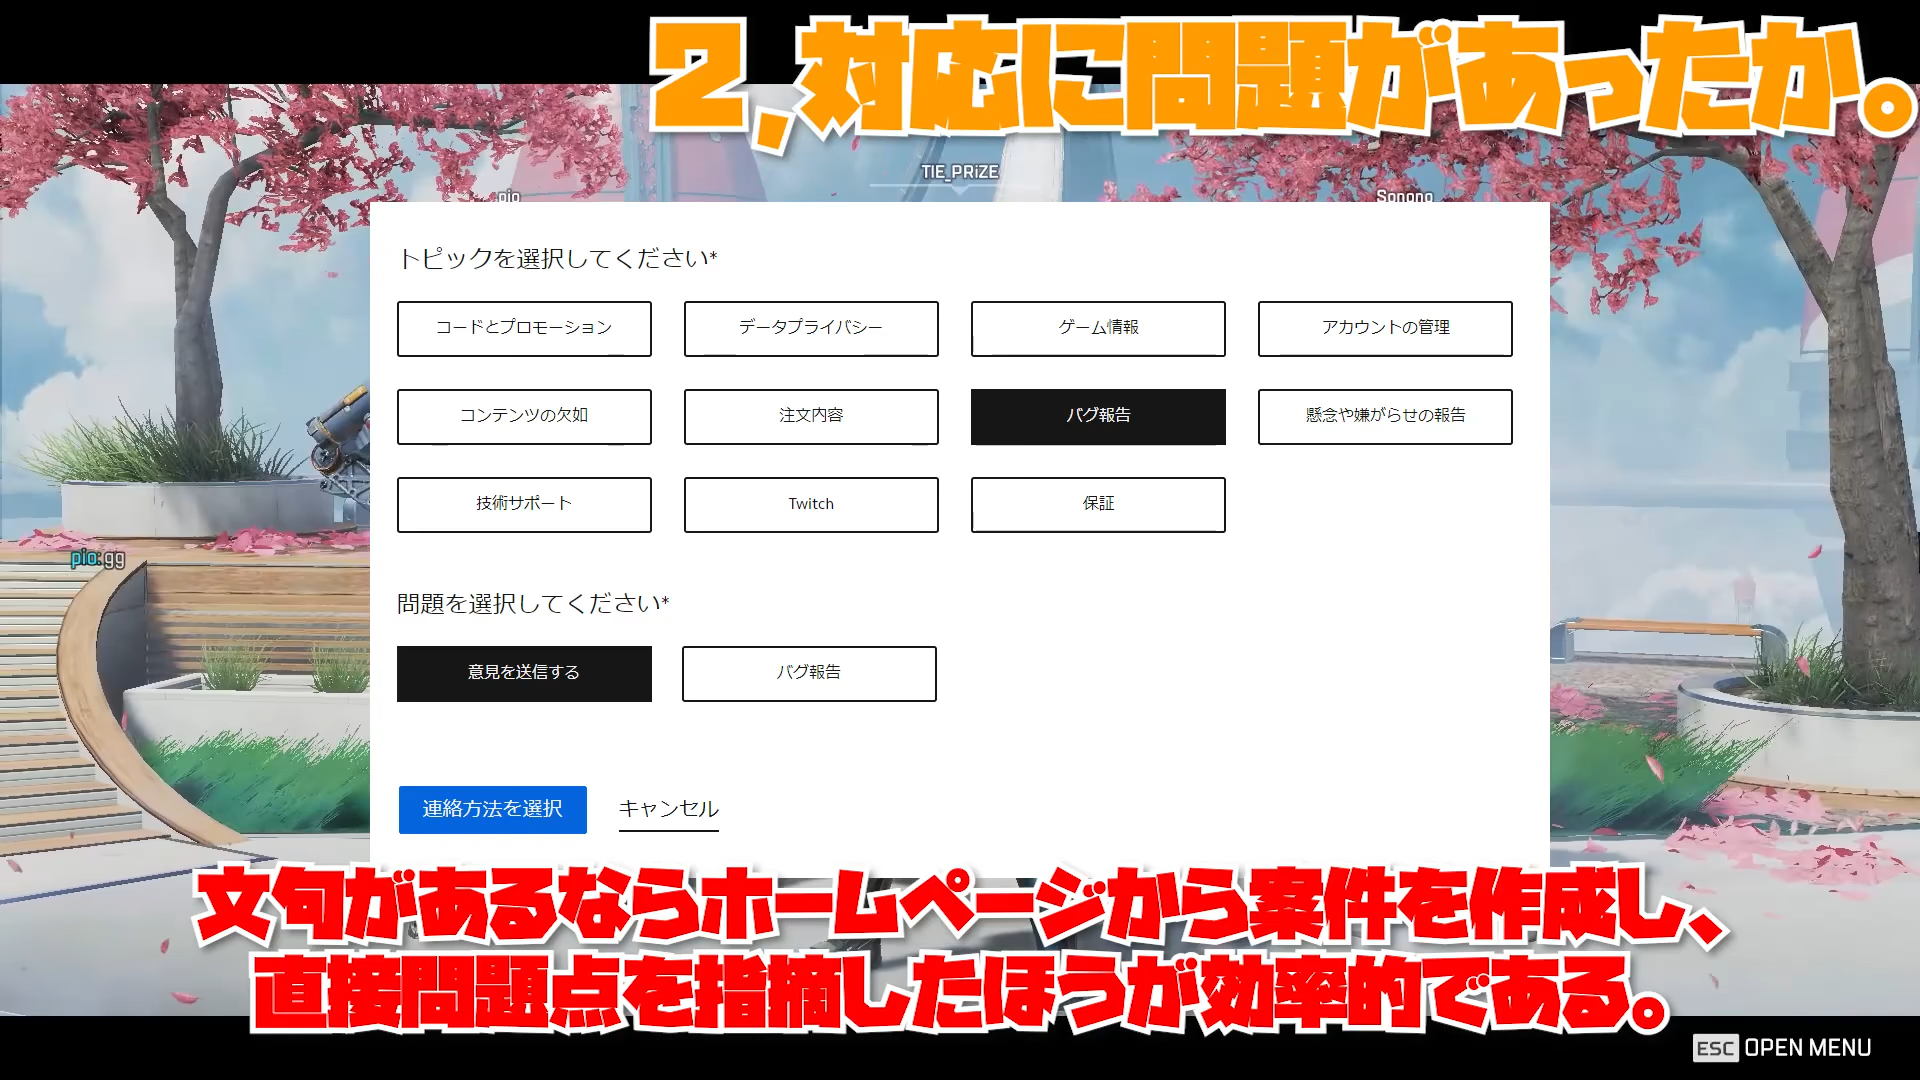 2,対応に問題があったか。
TIE_PRiZE
pio
Sonono
トピックを選択してください*
コードとプロモーション
データプライバシー
ゲーム情報
アカウントの管理
コンテンツの欠如
注文内容
バグ報告
懸念や嫌がらせの報告
技術サポート
Twitch
保証
pio: gg
問題を選択してください*
意見を送信する
バグ報告
連絡方法を選択
キャンセル
文句があるならホームページから案件を作成し、
直接問題点を指摘したほうが効率的である。
ESC OPEN MENU